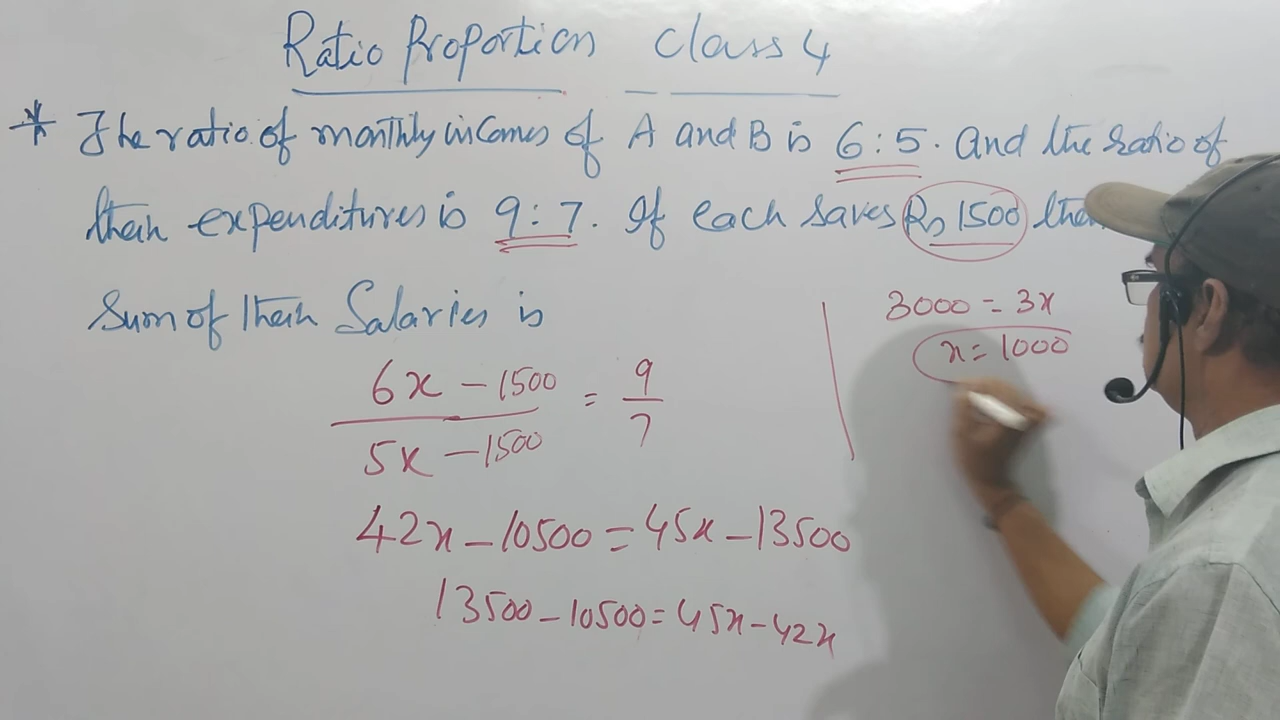 Ratio Proportion Class 4
* The ratio of monthly incomes of A and B is 6:5. And the ratio of
their expenditures is 9:7. If each saves Rs 1500 the
Sum of their Salaries is
6x - 1500 / 5x - 1500 = 9/7
42x - 10500 = 45x - 13500
13500 - 10500 = 45x - 42x
3000 = 3x
x = 1000